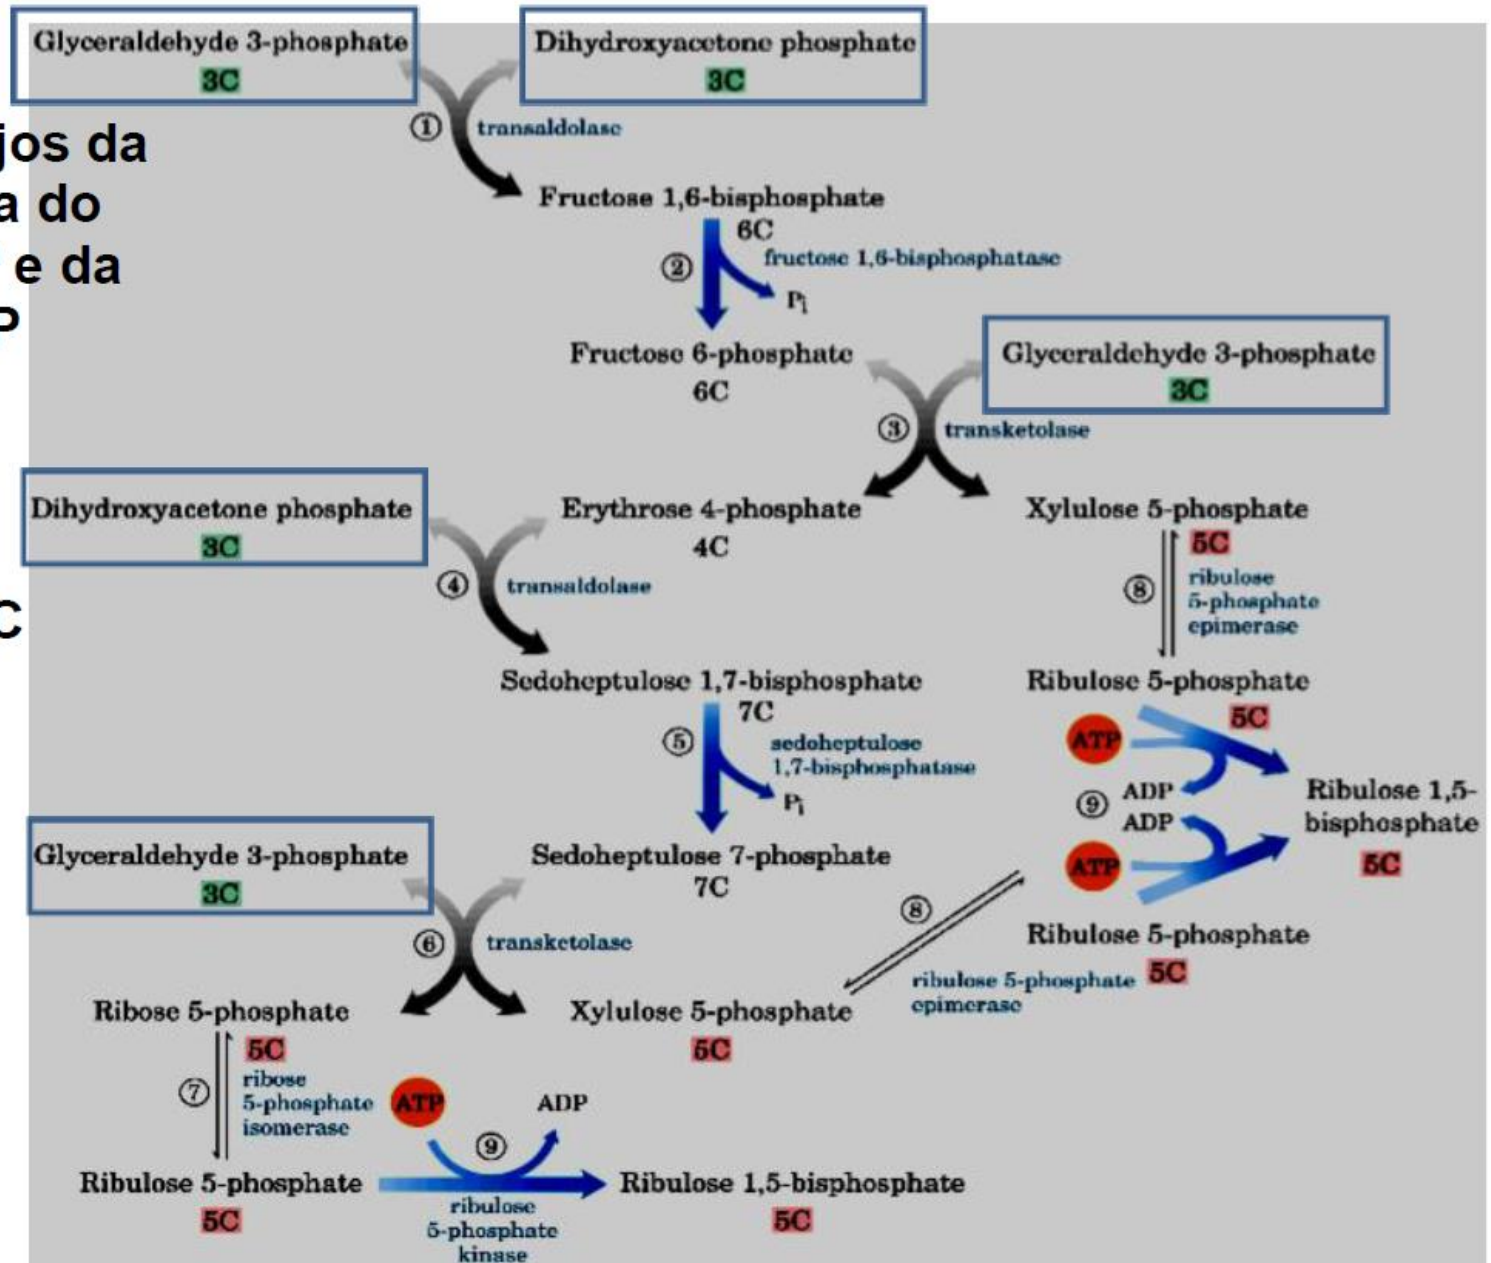 Glyceraldehyde 3-phosphate
3C
Dihydroxyacetone phosphate
3C
jos da
a do
e da
P
C
① transaldolase
Fructose 1,6-bisphosphate
6C
② fructose 1,6-bisphosphatase
Pi
Fructose 6-phosphate
6C
Glyceraldehyde 3-phosphate
3C
③ transketolase
Dihydroxyacetone phosphate
3C
Erythrose 4-phosphate
4C
Xylulose 5-phosphate
5C
④ transaldolase
⑧ ribulose
5-phosphate
epimerase
Sedoheptulose 1,7-bisphosphate
7C
Ribulose 5-phosphate
5C
⑤ sedoheptulose
1,7-bisphosphatase
Pi
ATP
ADP
⑨
ADP
ATP
Ribulose 1,5-
bisphosphate
5C
Glyceraldehyde 3-phosphate
3C
Sedoheptulose 7-phosphate
7C
⑥ transketolase
⑧
Ribulose 5-phosphate
5C
ribulose 5-phosphate
epimerase
Ribose 5-phosphate
5C
Xylulose 5-phosphate
5C
⑦ ribose
5-phosphate
isomerase
ATP
ADP
⑨
Ribulose 5-phosphate
5C
ribulose
5-phosphate
kinase
Ribulose 1,5-bisphosphate
5C